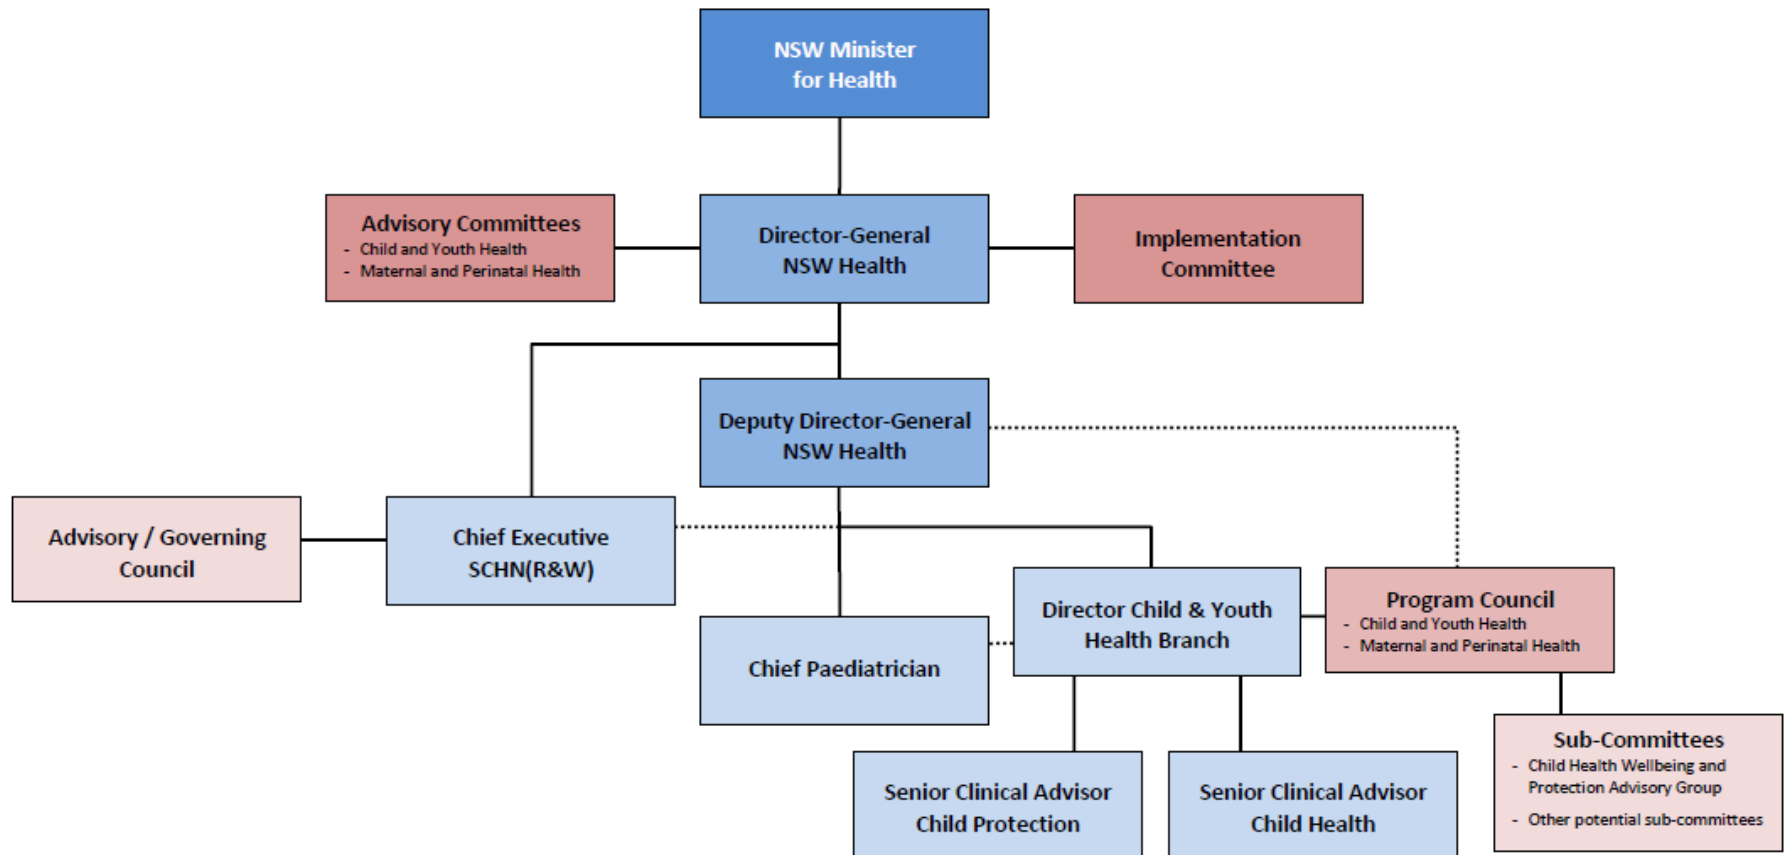 NSW Minister
for Health
Advisory Committees
- Child and Youth Health
- Maternal and Perinatal Health
Director-General
NSW Health
Implementation
Committee
Deputy Director-General
NSW Health
Advisory / Governing
Council
Chief Executive
SCHN(R&W)
Chief Paediatrician
Director Child & Youth
Health Branch
Program Council
- Child and Youth Health
- Maternal and Perinatal Health
Senior Clinical Advisor
Child Protection
Senior Clinical Advisor
Child Health
Sub-Committees
- Child Health Wellbeing and
Protection Advisory Group
- Other potential sub-committees